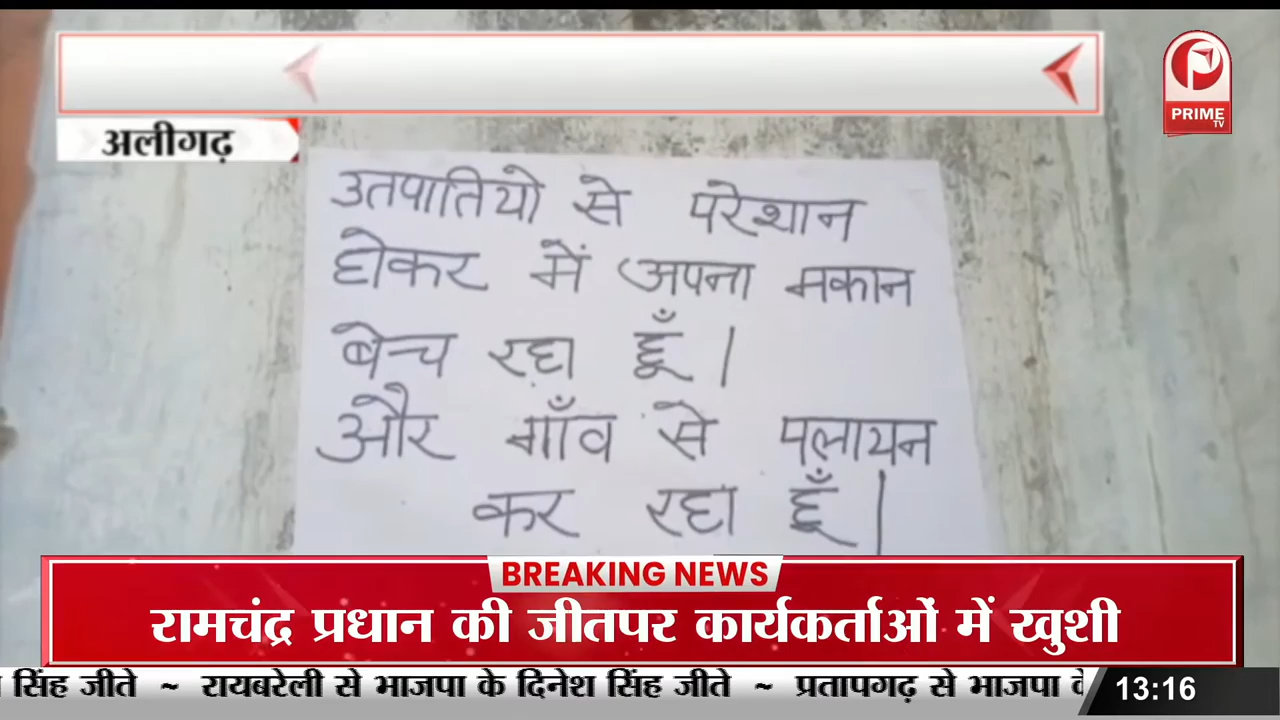 PRIME
TV
अलीगढ़
उतपातियो से परेशान
होकर में अपना मकान
बेच रहा हूँ।
और गाँव से पलायन
कर रहा हूँ।
BREAKING NEWS
रामचंद्र प्रधान की जीतपर कार्यकर्ताओं में खुशी
सिंह जीते ~ रायबरेली से भाजपा के दिनेश सिंह जीते ~ प्रतापगढ़ से भाजपा
13:16